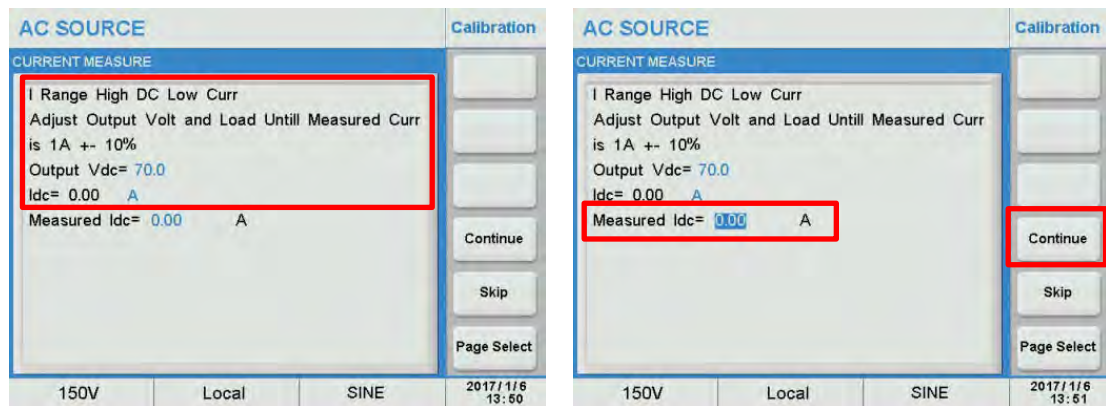 AC SOURCE
Calibration
CURRENT MEASURE
I Range High DC Low Curr
Adjust Output Volt and Load Untill Measured Curr
is 1A +- 10%
Output Vdc= 70.0
Idc= 0.00 A
Measured Idc= 0.00 A
Continue
Skip
Page Select
150V
Local
SINE
2017/1/6
13:50
AC SOURCE
Calibration
CURRENT MEASURE
I Range High DC Low Curr
Adjust Output Volt and Load Untill Measured Curr
is 1A +- 10%
Output Vdc= 70.0
Idc= 0.00 A
Measured Idc= 0.00 A
Continue
Skip
Page Select
150V
Local
SINE
2017/1/6
13:51